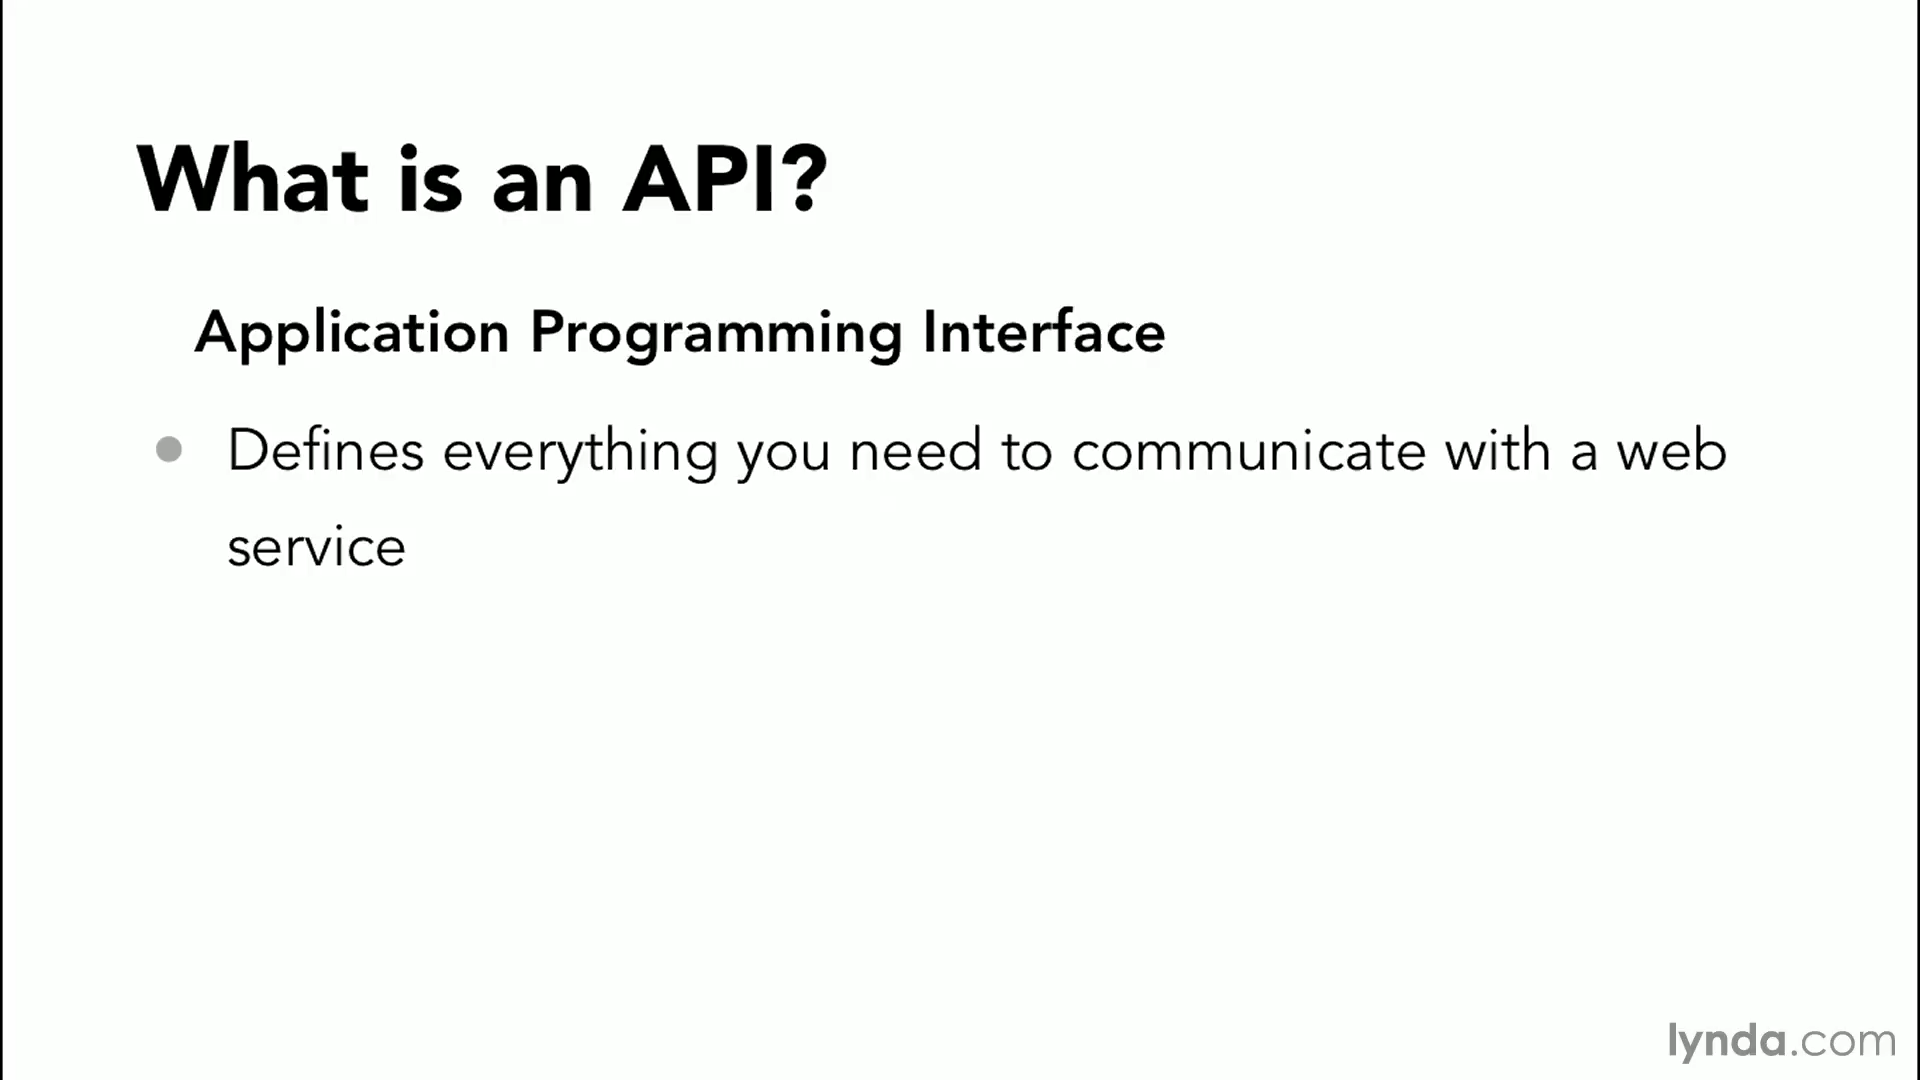 What is an API?
Application Programming Interface
Defines everything you need to communicate with a web
service
lynda.com